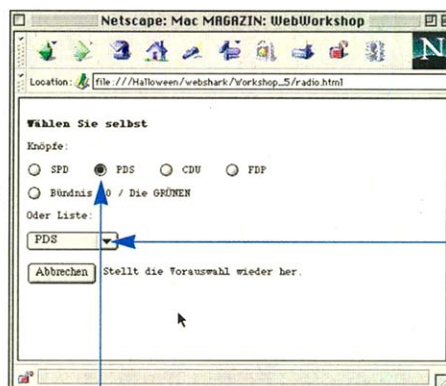 Netscape: Mac MAGAZIN: WebWorkshop
N
Location: file:///Halloween/webshark/Workshop_5/radio.html
Wählen Sie selbst
Knöpfe:
SPD PDS CDU FDP
Bündnis 0 / Die GRÜNEN
Oder Liste:
PDS
Abbrechen Stellt die Vorauswahl wieder her.